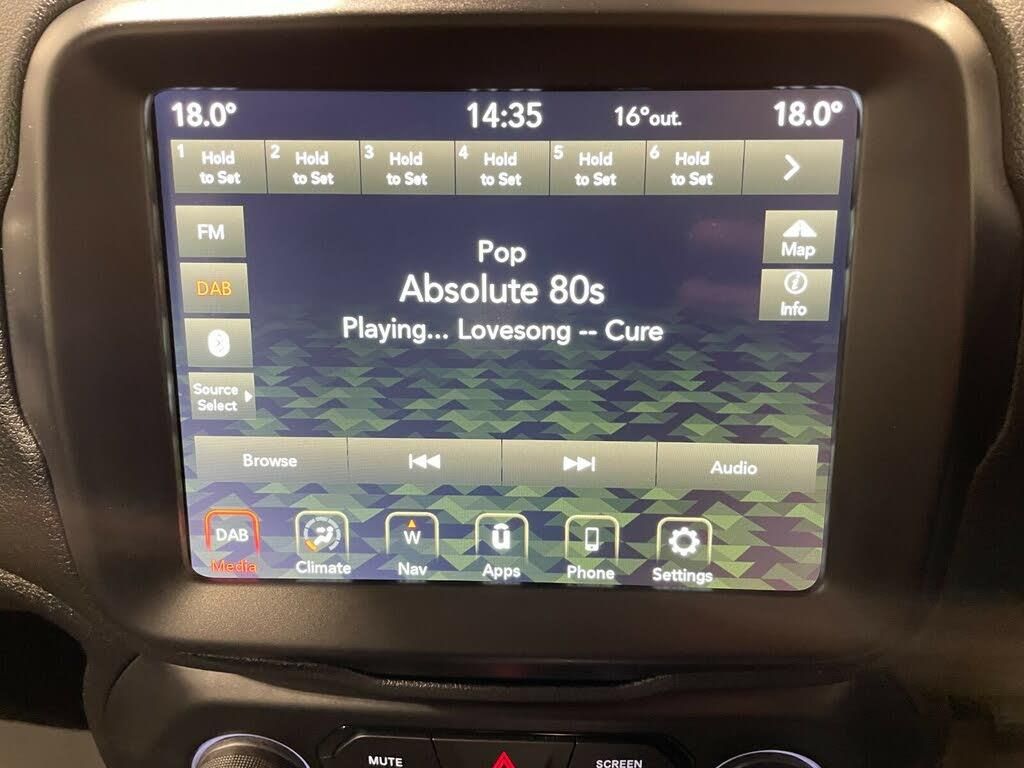 18.0° 14:35 16°out. 18.0°
1 Hold to Set
2 Hold to Set
3 Hold to Set
4 Hold to Set
5 Hold to Set
6 Hold to Set
FM
Pop
Map
DAB
Absolute 80s
Info
Playing... Lovesong -- Cure
Source
Select
Browse
Audio
DAB
Media
Climate
W
Nav
Apps
Phone
Settings
MUTE
SCREEN